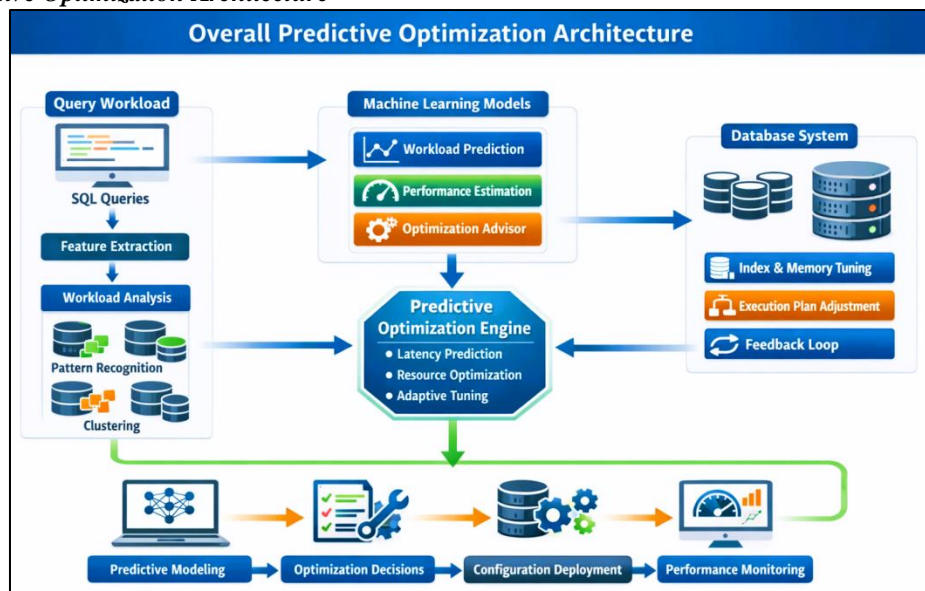 Optimization Architecture
Overall Predictive Optimization Architecture
Query Workload
SQL Queries
Feature Extraction
Workload Analysis
Pattern Recognition
Clustering
Machine Learning Models
Workload Prediction
Performance Estimation
Optimization Advisor
Predictive
Optimization Engine
• Latency Prediction
• Resource Optimization
• Adaptive Tuning
Database System
Index & Memory Tuning
Execution Plan Adjustment
Feedback Loop
Predictive Modeling
Optimization Decisions
Configuration Deployment
Performance Monitoring